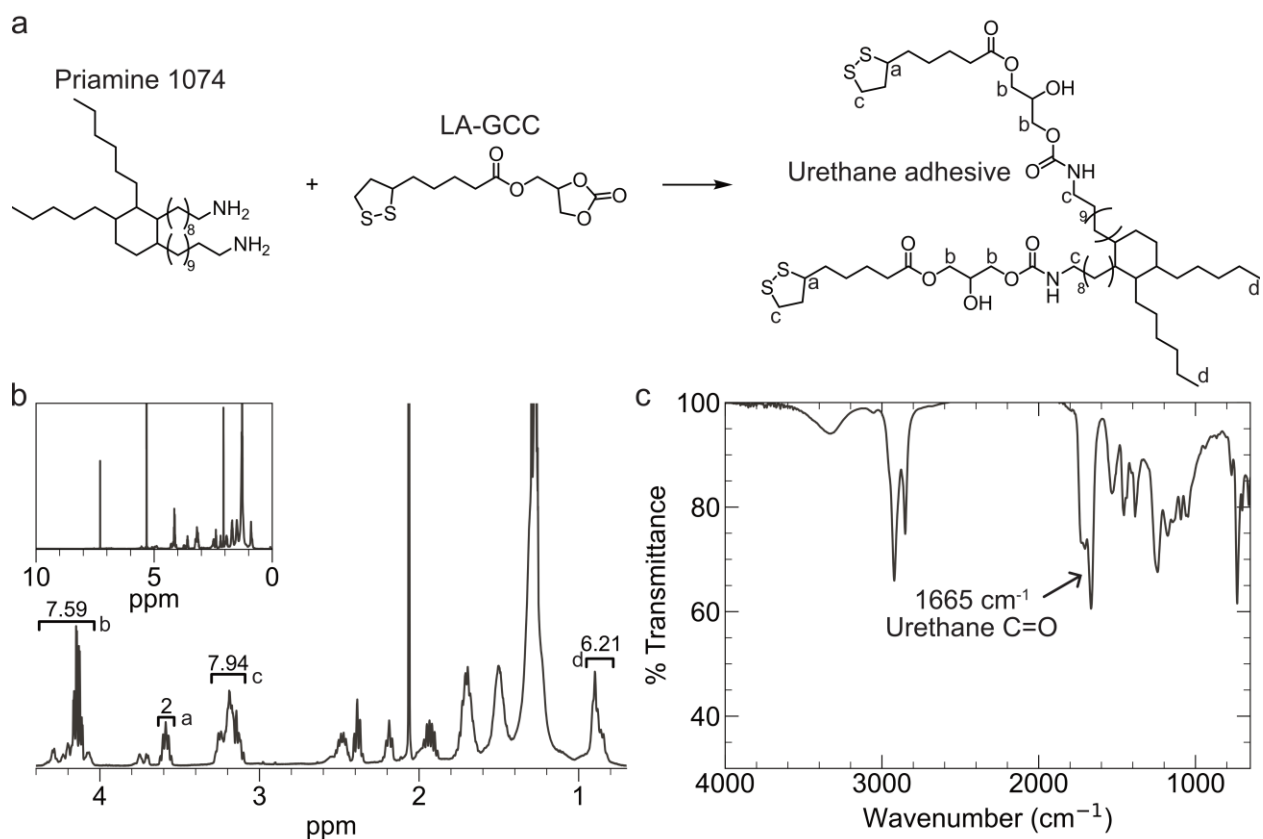 a
Priamine 1074
NH2
8
NH2
9
+
LA-GCC
S
S
O
O
O
O
O
Urethane adhesive
S
S
a
c
O
O
b
OH
b
O
O
NH
c
9
8
S
S
a
c
O
O
b
OH
b
O
O
N
H
c
d
d
b
10
5
0
ppm
7.59
b
2
a
7.94
c
d
6.21
4
3
2
1
ppm
c
100
80
60
40
% Transmittance
1665 cm-1
Urethane C=O
4000
3000
2000
1000
Wavenumber (cm−1)